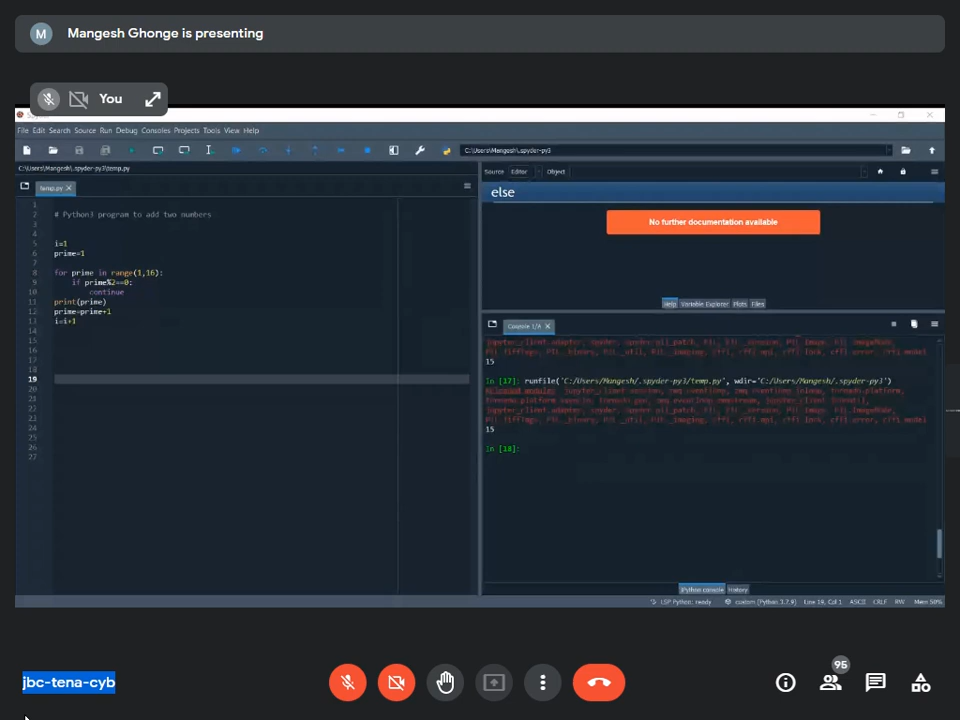 M Mangesh Ghonge is presenting
You
File Edit Search Source Run Debug Consoles Projects Tools View Help
C:\Users\Mangesh\.spyder-py3
C:\Users\Mangesh\.spyder-py3\temp.py
Source Editor Object
temp.py
else
No further documentation available
1
2 # Python3 program to add two numbers
3
4
5 i=1
6 prime=1
7
8 for prime in range(1,16):
9 if prime%2==0:
10 continue
11 print(prime)
12 prime=prime+1
13 i=i+1
14
15
16
17
18
19
20
21
22
23
24
25
26
27
Help Variable Explorer Plots Files
Console 1/A
15
In [17]: runfile('C:/Users/Mangesh/.spyder-py3/temp.py', wdir='C:/Users/Mangesh/.spyder-py3')
15
In [18]:
IPython console History
LSP Python: ready custom (Python 3.7.9) Line 19, Col 1 ASCII CRLF RW Mem 50%
jbc-tena-cyb
95